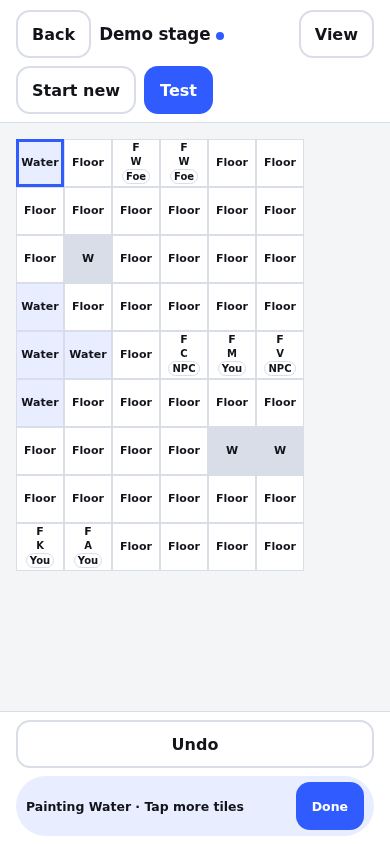 Back Demo stage View
Start new Test
Water Floor F W Foe F W Foe Floor Floor
Floor Floor Floor Floor Floor Floor
Floor W Floor Floor Floor Floor
Water Floor Floor Floor Floor Floor
Water Water Floor F C NPC F M You F V NPC
Water Floor Floor Floor Floor Floor
Floor Floor Floor Floor W W
Floor Floor Floor Floor Floor Floor
F K You F A You Floor Floor Floor Floor
Undo
Painting Water · Tap more tiles Done